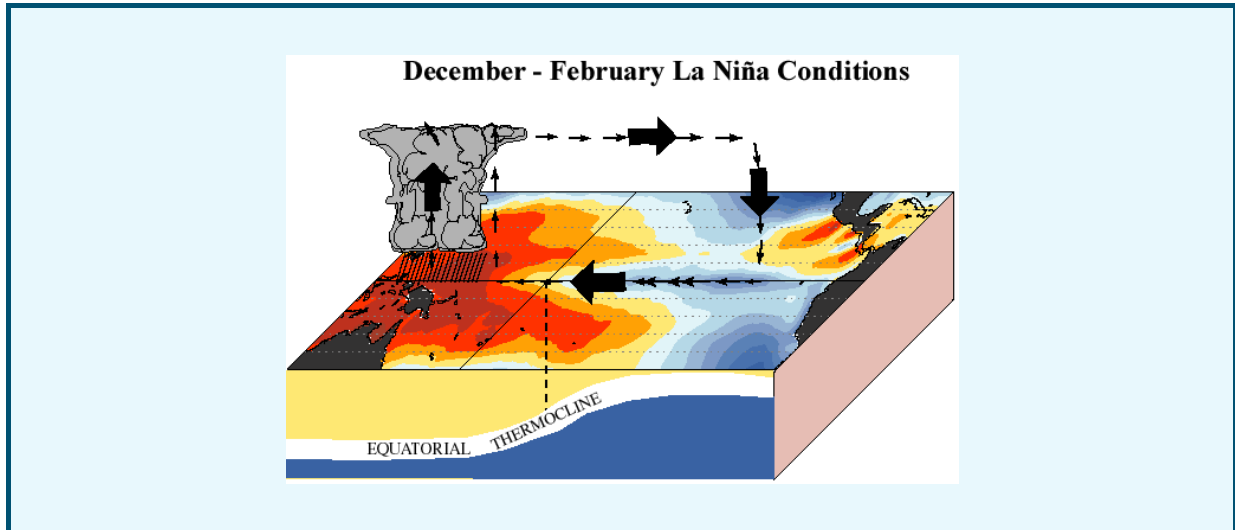 December - February La Niña Conditions
EQUATORIAL THERMOCLINE